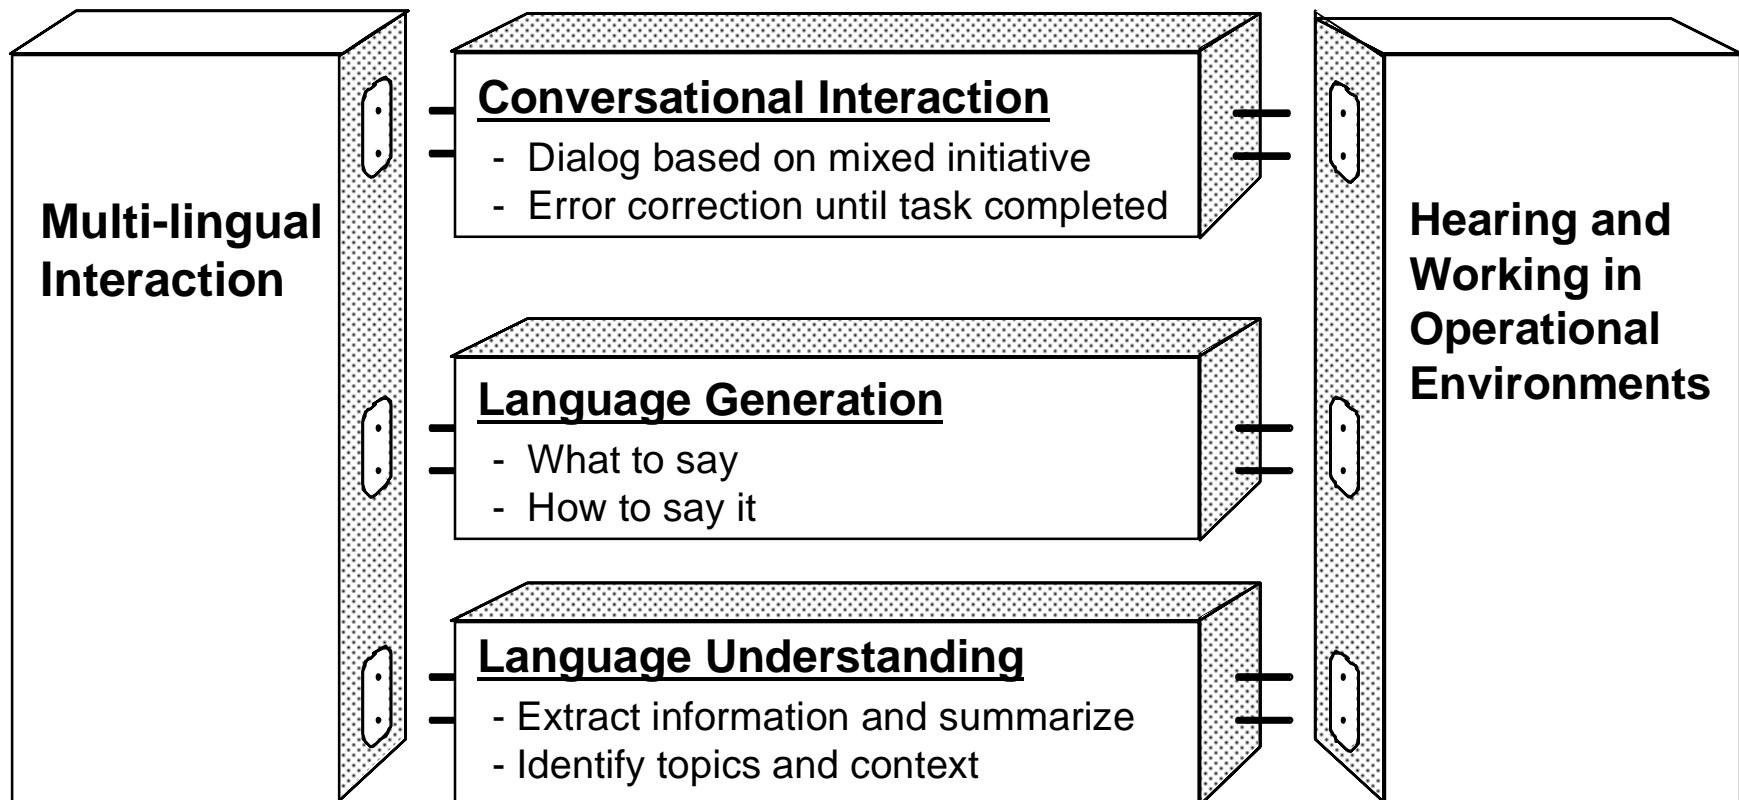 Multi-lingual
Interaction
Conversational Interaction
- Dialog based on mixed initiative
- Error correction until task completed
Language Generation
- What to say
- How to say it
Language Understanding
- Extract information and summarize
- Identify topics and context
Hearing and
Working in
Operational
Environments